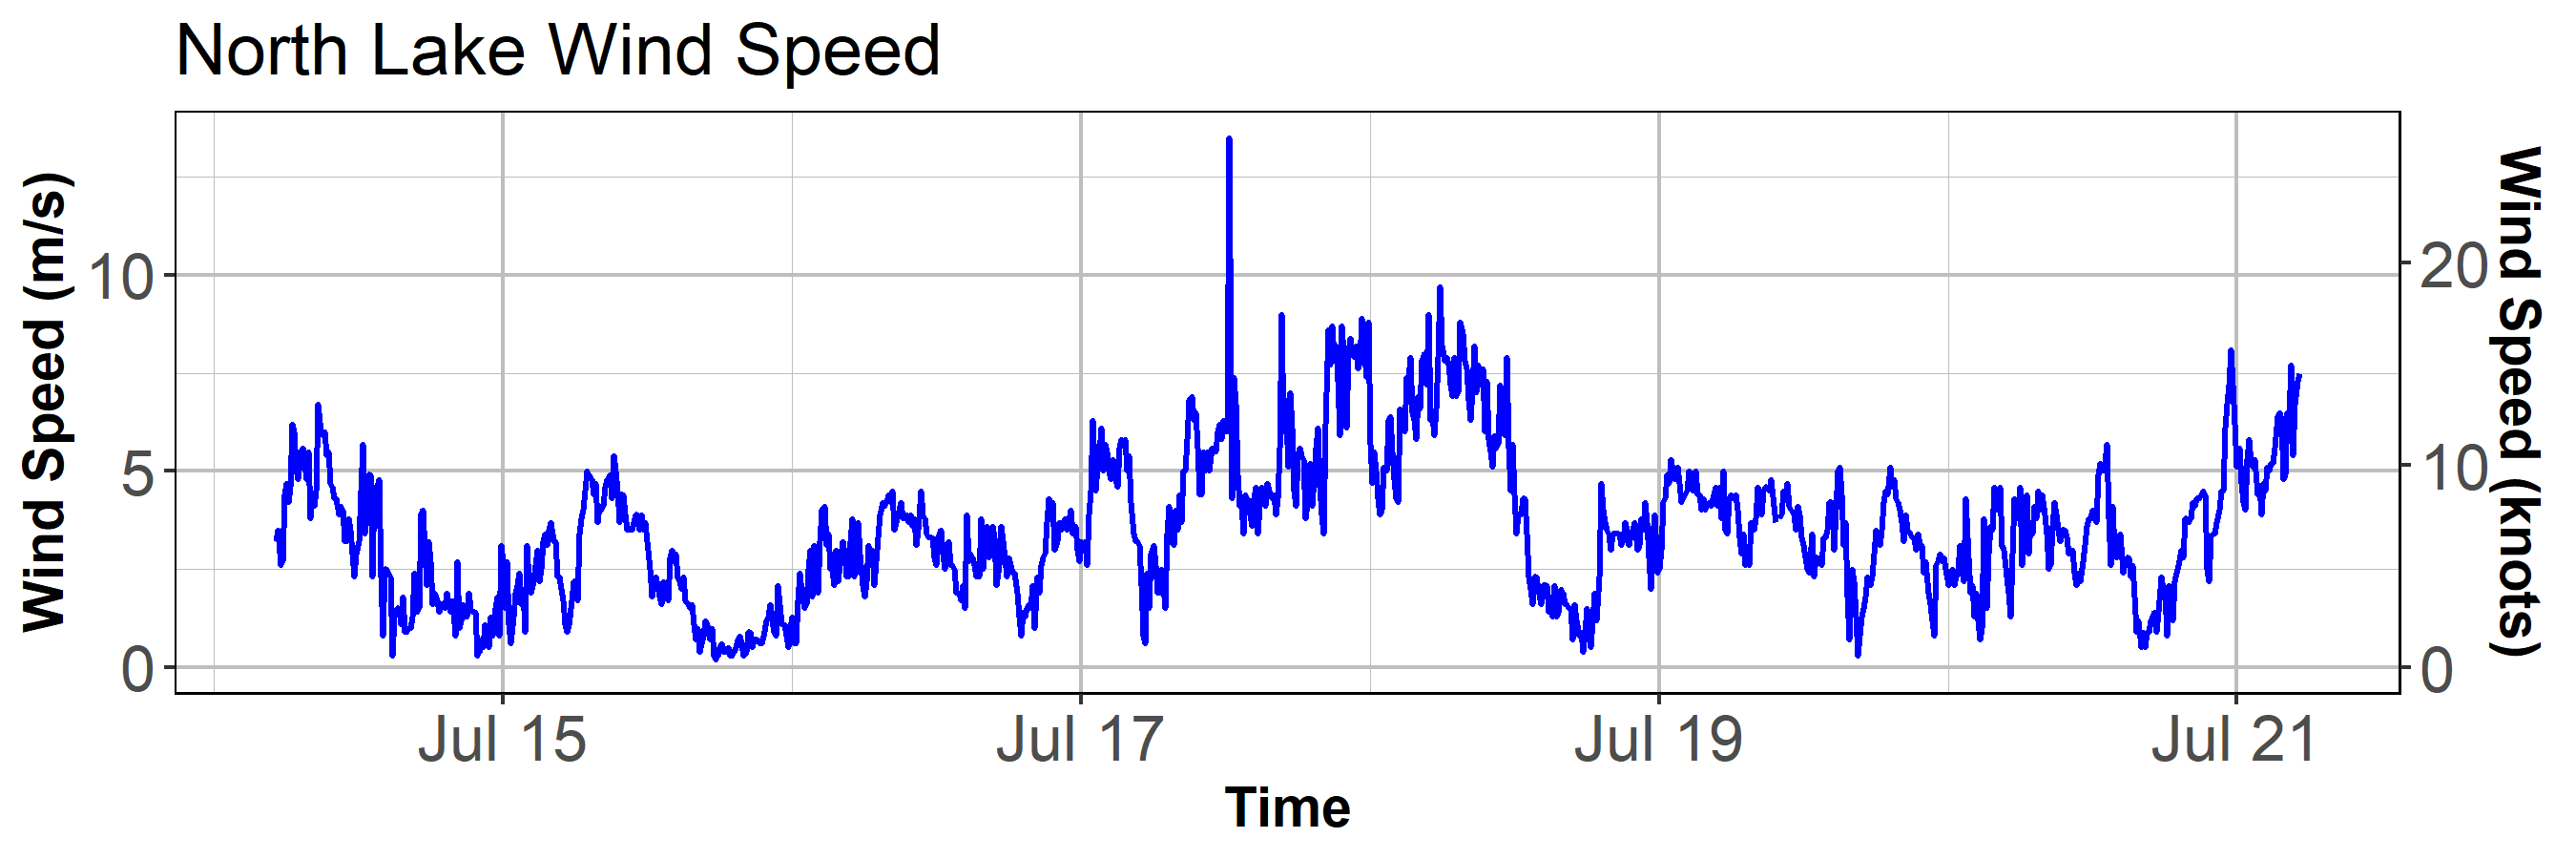 North Lake Wind Speed
Wind Speed (m/s)
10
5
0
20
10
0
Wind Speed (knots)
Jul 15
Jul 17
Jul 19
Jul 21
Time